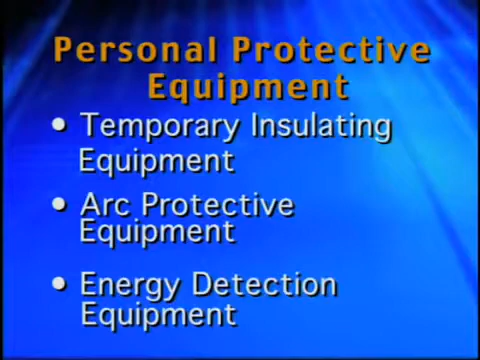 Personal Protective
Equipment
• Temporary Insulating
Equipment
• Arc Protective
Equipment
• Energy Detection
Equipment